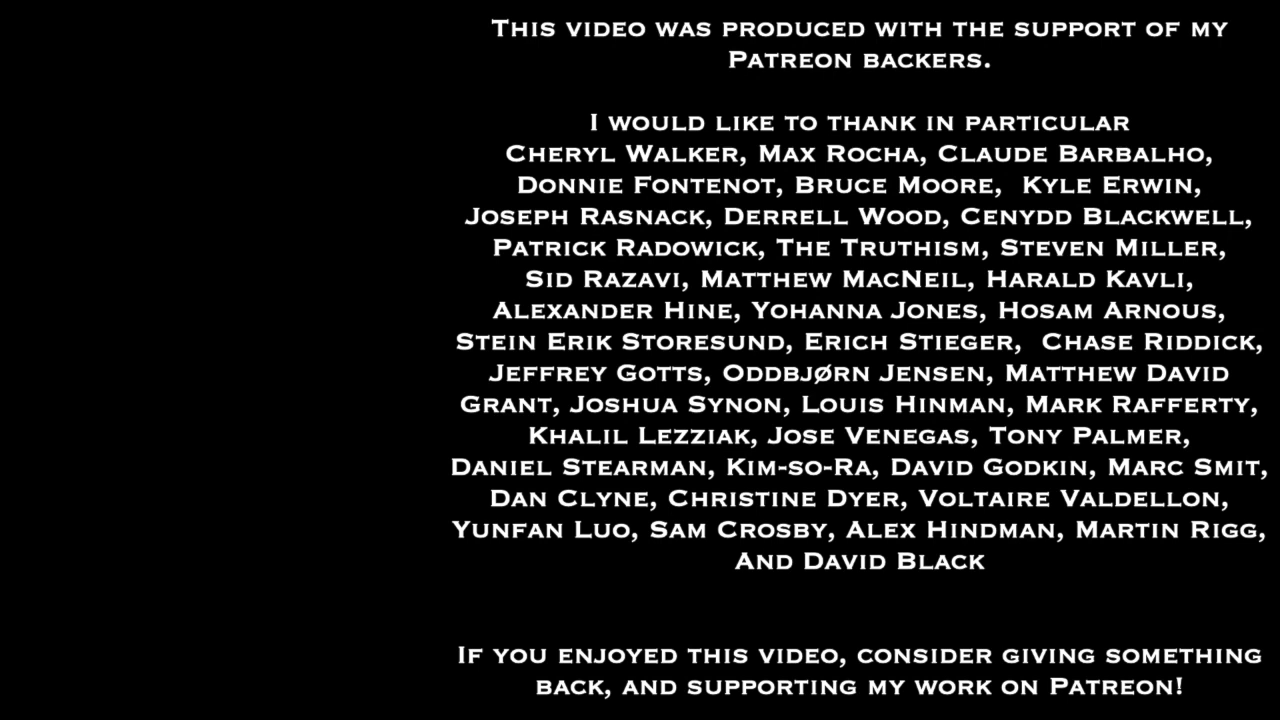 This video was produced with the support of my
Patreon backers.
I would like to thank in particular
Cheryl Walker, Max Rocha, Claude Barbalho,
Donnie Fontenot, Bruce Moore,  Kyle Erwin,
Joseph Rasnack, Derrell Wood, Cenydd Blackwell,
Patrick Radowick, The Truthism, Steven Miller,
Sid Razavi, Matthew MacNeil, Harald Kavli,
Alexander Hine, Yohanna Jones, Hosam Arnous,
Stein Erik Storesund, Erich Stieger,  Chase Riddick,
Jeffrey Gotts, Oddbjørn Jensen, Matthew David
Grant, Joshua Synon, Louis Hinman, Mark Rafferty,
Khalil Lezziak, Jose Venegas, Tony Palmer,
Daniel Stearman, Kim-so-Ra, David Godkin, Marc Smit,
Dan Clyne, Christine Dyer, Voltaire Valdellon,
Yunfan Luo, Sam Crosby, Alex Hindman, Martin Rigg,
And David Black
If you enjoyed this video, consider giving something
back, and supporting my work on Patreon!